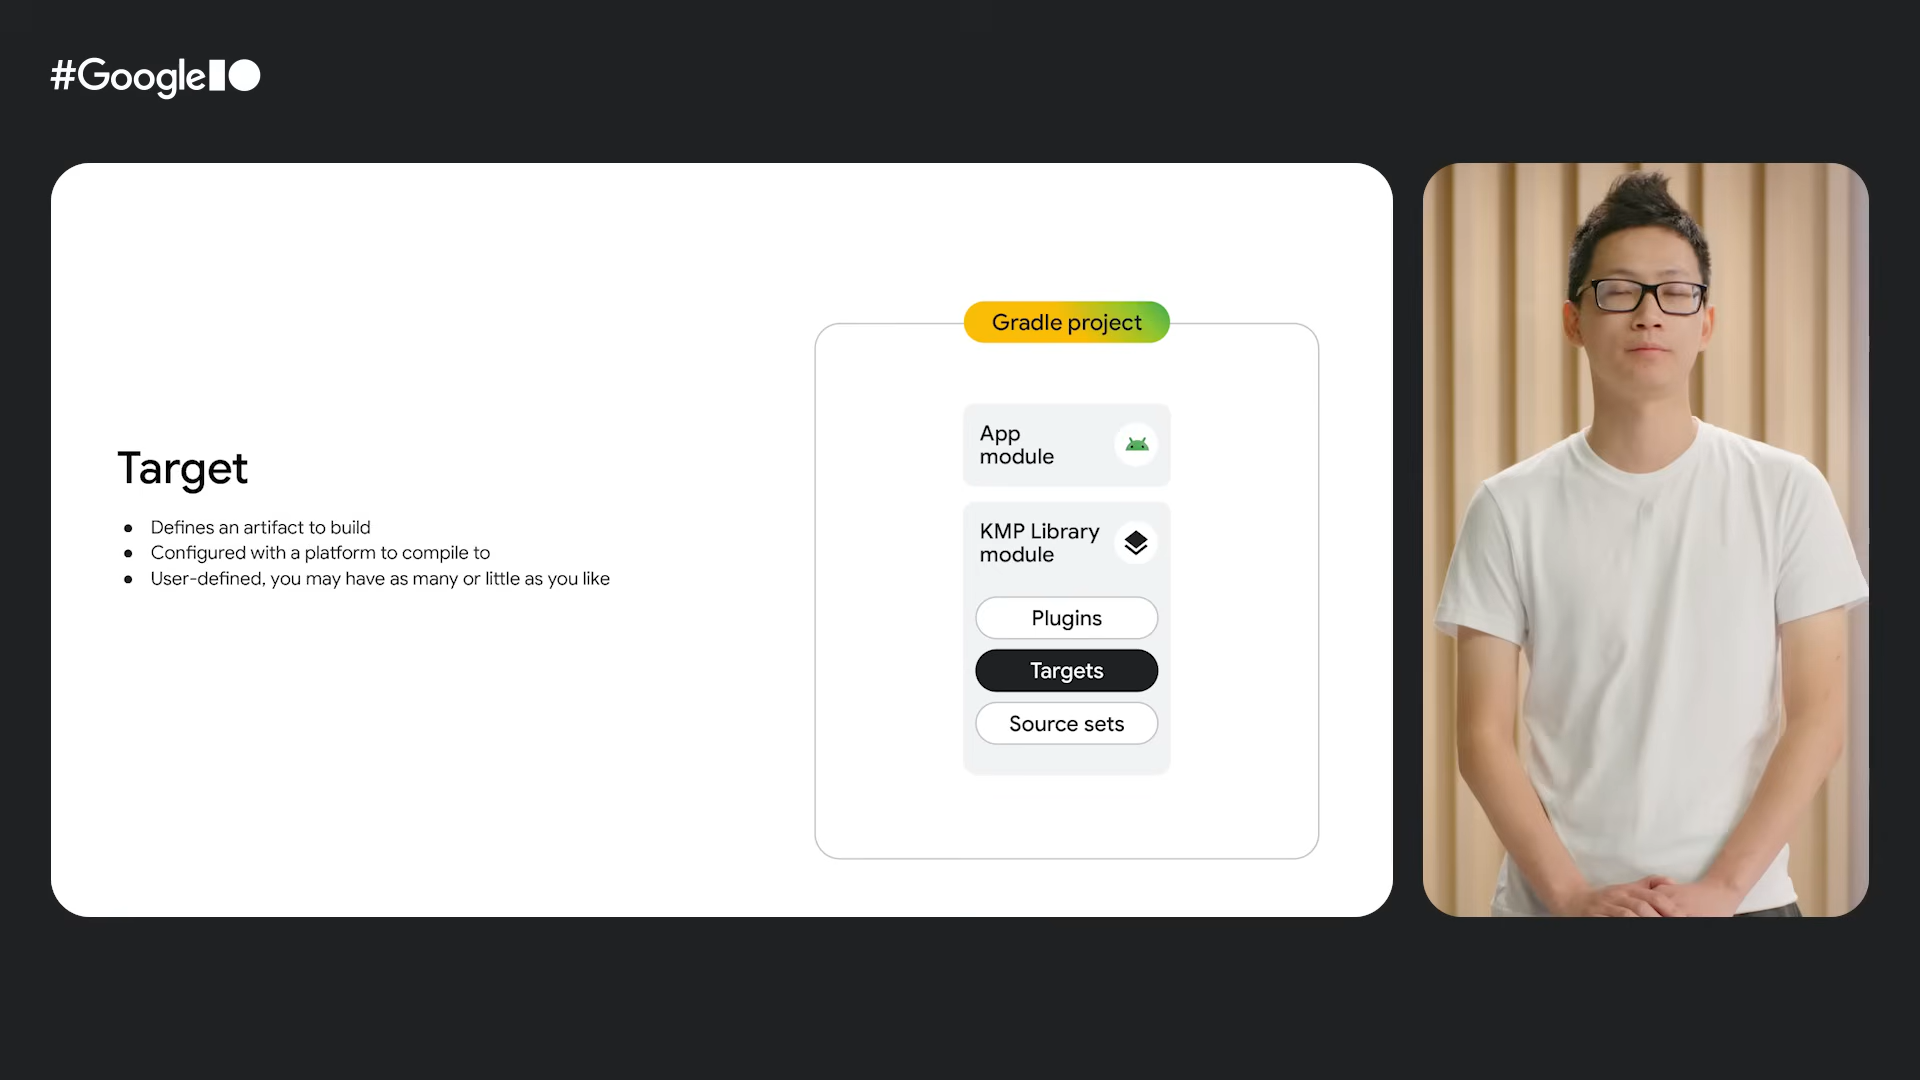 #GoogleIO
Target
● Defines an artifact to build
● Configured with a platform to compile to
● User-defined, you may have as many or little as you like
Gradle project
App
module
KMP Library
module
Plugins
Targets
Source sets